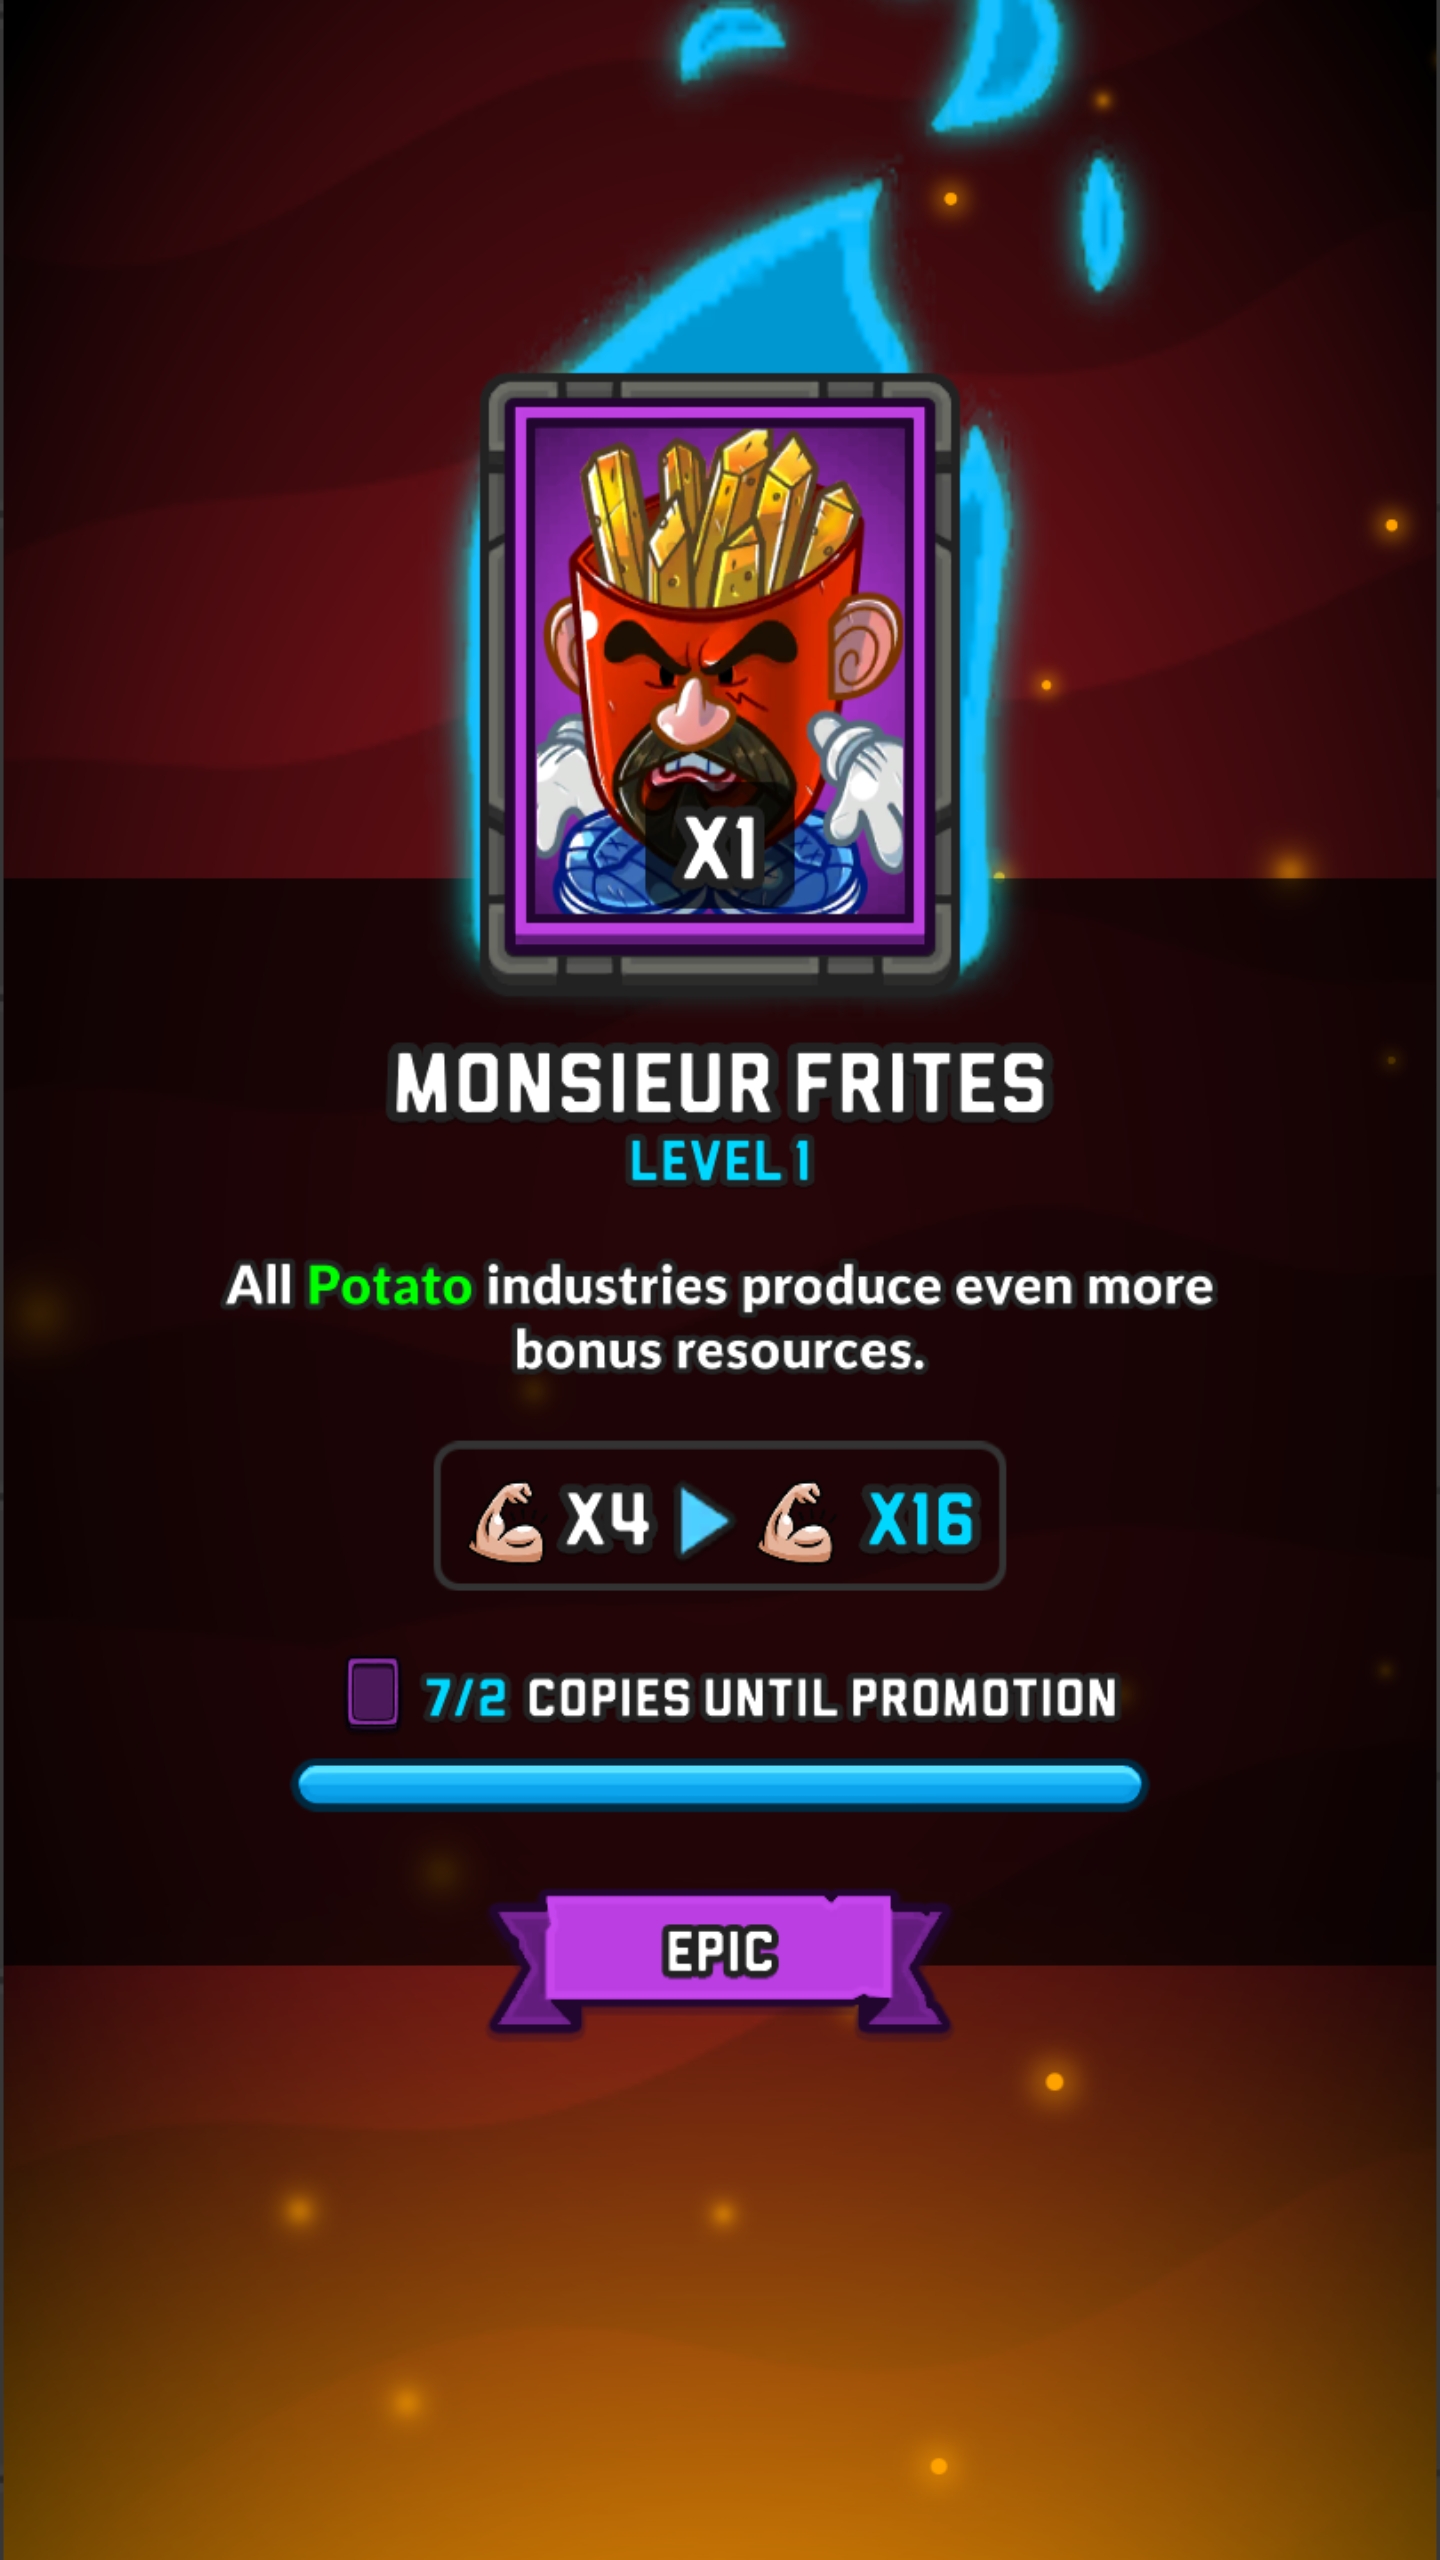 X1
MONSIEUR FRITES
LEVEL 1
All Potato industries produce even more
bonus resources.
X4 X16
7/2 COPIES UNTIL PROMOTION
EPIC